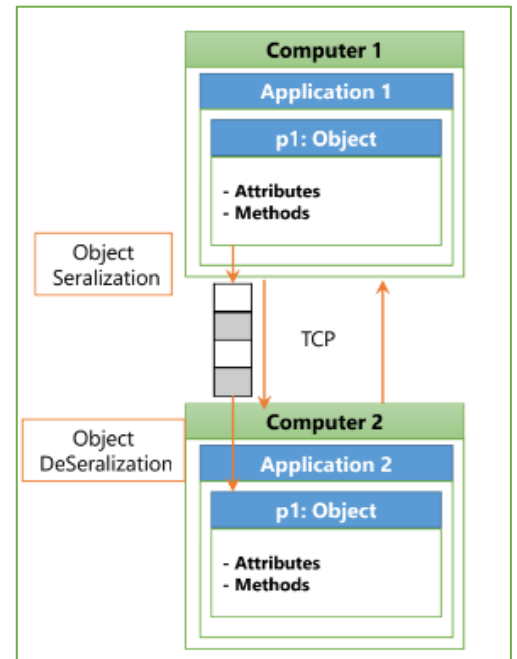 Computer 1
Application 1
p1: Object
- Attributes
- Methods
Object
Seralization
TCP
Computer 2
Object
DeSeralization
Application 2
p1: Object
- Attributes
- Methods